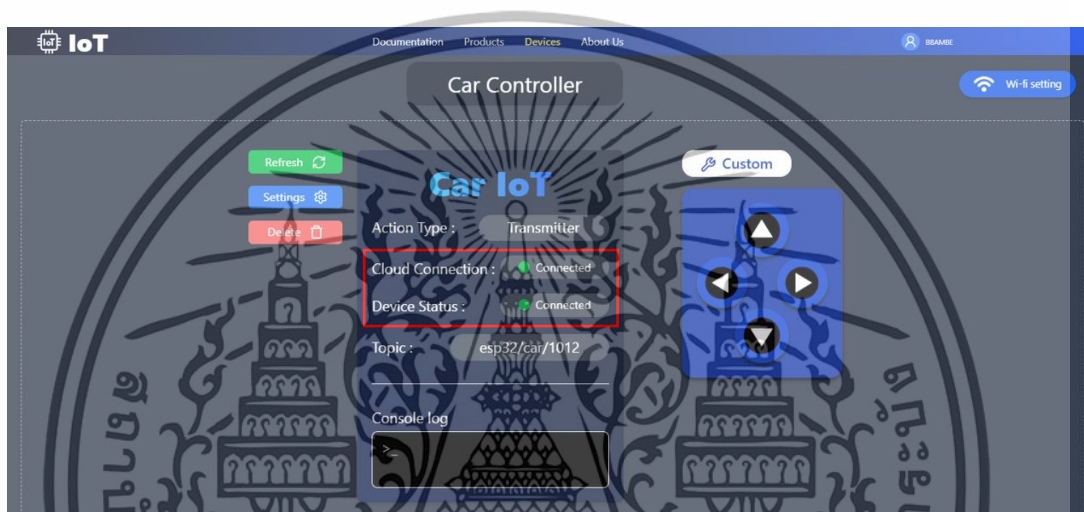 IoT IoT
Documentation Products Devices About Us
BBAMBE
Car Controller
Wi-fi setting
Refresh
Settings
Delete
Car IoT
Action Type : Transmitter
Cloud Connection : Connected
Device Status : Connected
Topic : esp32/car/1012
Console log
>_
Custom